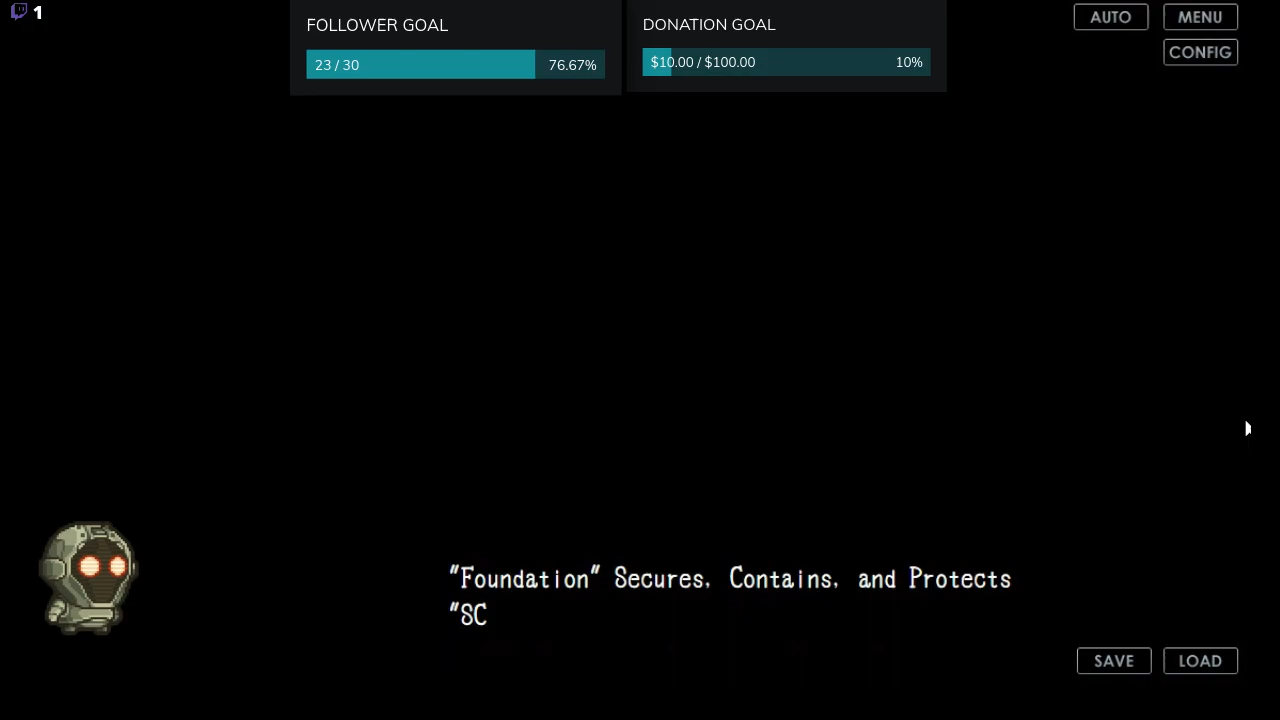 1
FOLLOWER GOAL
23 / 30
76.67%
DONATION GOAL
$10.00 / $100.00
10%
AUTO
MENU
CONFIG
"Foundation" Secures, Contains, and Protects
"SC
SAVE
LOAD